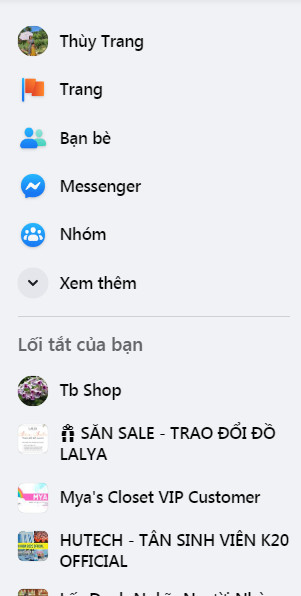 Thùy Trang
Trang
Bạn bè
Messenger
Nhóm
Xem thêm
Lối tắt của bạn
Tb Shop
SĂN SALE - TRAO ĐỔI ĐỒ
LALYA
Mya's Closet VIP Customer
HUTECH - TÂN SINH VIÊN K20
OFFICIAL